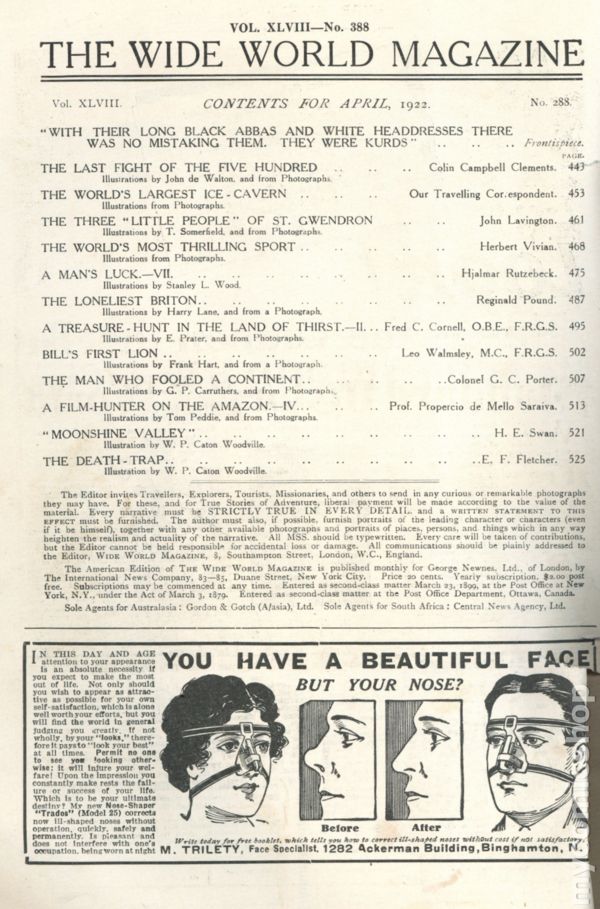 VOL. XLVIII—No. 388
THE WIDE WORLD MAGAZINE
Vol. XLVIII. CONTENTS FOR APRIL, 1922. No. 288.
"WITH THEIR LONG BLACK ABBAS AND WHITE HEADDRESSES THERE
WAS NO MISTAKING THEM. THEY WERE KURDS" .. .. .. Frontispiece.
PAGE.
THE LAST FIGHT OF THE FIVE HUNDRED .. .. .. Colin Campbell Clements. 443
Illustrations by John de Walton, and from Photographs.
THE WORLD'S LARGEST ICE-CAVERN .. .. Our Travelling Correspondent. 453
Illustrations from Photographs.
THE THREE "LITTLE PEOPLE" OF ST. GWENDRON .. .. John Lavington. 461
Illustrations by T. Somerfield, and from Photographs.
THE WORLD'S MOST THRILLING SPORT .. .. .. .. Herbert Vivian. 468
Illustrations from Photographs.
A MAN'S LUCK.—VII. .. .. .. .. .. .. .. Hjalmar Rutzebeck. 475
Illustrations by Stanley L. Wood.
THE LONELIEST BRITON.. .. .. .. .. .. .. Reginald Pound. 487
Illustrations by Harry Lane, and from a Photograph.
A TREASURE-HUNT IN THE LAND OF THIRST.—II... Fred C. Cornell, O.B.E., F.R.G.S. 495
Illustrations by E. Prater, and from Photographs.
BILL'S FIRST LION .. .. .. .. .. .. Leo Walmsley, M.C., F.R.G.S. 502
Illustrations by Frank Hart, and from a Photograph.
THE MAN WHO FOOLED A CONTINENT.. .. .. .. Colonel G. C. Porter. 507
Illustrations by G. P. Carruthers, and from Photographs.
A FILM-HUNTER ON THE AMAZON.—IV... .. .. Prof. Propercio de Mello Saraiva. 513
Illustrations by Tom Peddie, and from Photographs.
"MOONSHINE VALLEY".. .. .. .. .. .. .. .. H. E. Swan. 521
Illustration by W. P. Caton Woodville.
THE DEATH-TRAP.. .. .. .. .. .. .. .. E. F. Fletcher. 525
Illustration by W. P. Caton Woodville.
The Editor invites Travellers, Explorers, Tourists, Missionaries, and others to send in any curious or remarkable photographs
they may have. For these, and for True Stories of Adventure, liberal payment will be made according to the value of the
material. Every narrative must be STRICTLY TRUE IN EVERY DETAIL, and a WRITTEN STATEMENT TO THIS
EFFECT must be furnished. The author must also, if possible, furnish portraits of the leading character or characters (even
if it be himself), together with any other available photographs and portraits of places, persons, and things which in any way
heighten the realism and actuality of the narrative. All MSS. should be typewritten. Every care will be taken of contributions,
but the Editor cannot be held responsible for accidental loss or damage. All communications should be plainly addressed to
the Editor, WIDE WORLD MAGAZINE, 8, Southampton Street, London, W.C., England.
The American Edition of THE WIDE WORLD MAGAZINE is published monthly for George Newnes, Ltd., of London, by
The International News Company, 83—85, Duane Street, New York City. Price 20 cents. Yearly subscription, $2.00 post
free. Subscriptions may be commenced at any time. Entered as second-class matter March 23, 1899, at the Post Office at New
York, N.Y., under the Act of March 3, 1879. Entered as second-class matter at the Post Office Department, Ottawa, Canada.
Sole Agents for Australasia: Gordon & Gotch (A/asia), Ltd. Sole Agents for South Africa: Central News Agency, Ltd.
IN THIS DAY AND AGE
attention to your appearance
is an absolute necessity if
you expect to make the most
out of life. Not only should
you wish to appear as attrac-
tive as possible for your own
self-satisfaction, which is alone
well worth your efforts, but you
will find the world in general
judging you greatly, if not
wholly, by your "looks," there-
fore it pays to "look your best"
at all times. Permit no one
to see you looking other-
wise; it will injure your wel-
fare! Upon the impression you
constantly make rests the fail-
ure or success of your life.
Which is to be your ultimate
destiny? My new Nose-Shaper
"Trados" (Model 25) corrects
now ill-shaped noses without
operation, quickly, safely and
permanently. Is pleasant and
does not interfere with one's
occupation, being worn at night
YOU HAVE A BEAUTIFUL FACE
BUT YOUR NOSE?
Before After
Write today for free booklet, which tells you how to correct ill-shaped noses without cost if not satisfactory.
M. TRILETY, Face Specialist, 1282 Ackerman Building, Binghamton, N.